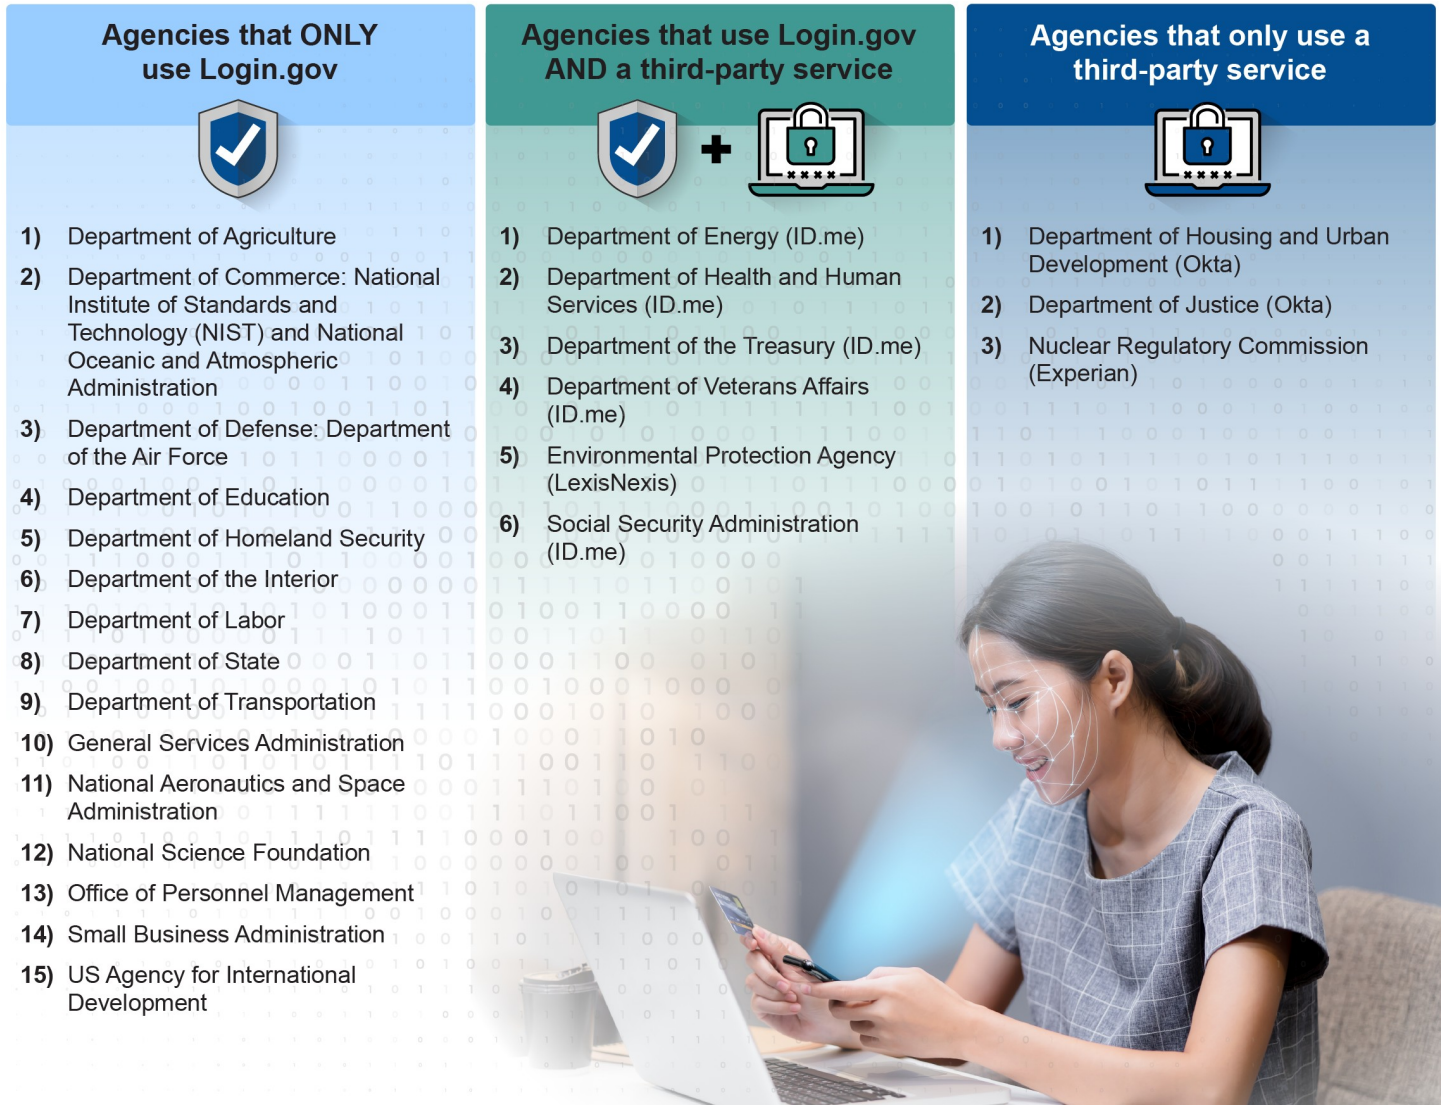 Agencies that ONLY
use Login.gov
1) Department of Agriculture
2) Department of Commerce: National
Institute of Standards and
Technology (NIST) and National
Oceanic and Atmospheric
Administration
3) Department of Defense: Department
of the Air Force
4) Department of Education
5) Department of Homeland Security
6) Department of the Interior
7) Department of Labor
8) Department of State
9) Department of Transportation
10) General Services Administration
11) National Aeronautics and Space
Administration
12) National Science Foundation
13) Office of Personnel Management
14) Small Business Administration
15) US Agency for International
Development
Agencies that use Login.gov
AND a third-party service
1) Department of Energy (ID.me)
2) Department of Health and Human
Services (ID.me)
3) Department of the Treasury (ID.me)
4) Department of Veterans Affairs
(ID.me)
5) Environmental Protection Agency
(LexisNexis)
6) Social Security Administration
(ID.me)
Agencies that only use a
third-party service
1) Department of Housing and Urban
Development (Okta)
2) Department of Justice (Okta)
3) Nuclear Regulatory Commission
(Experian)